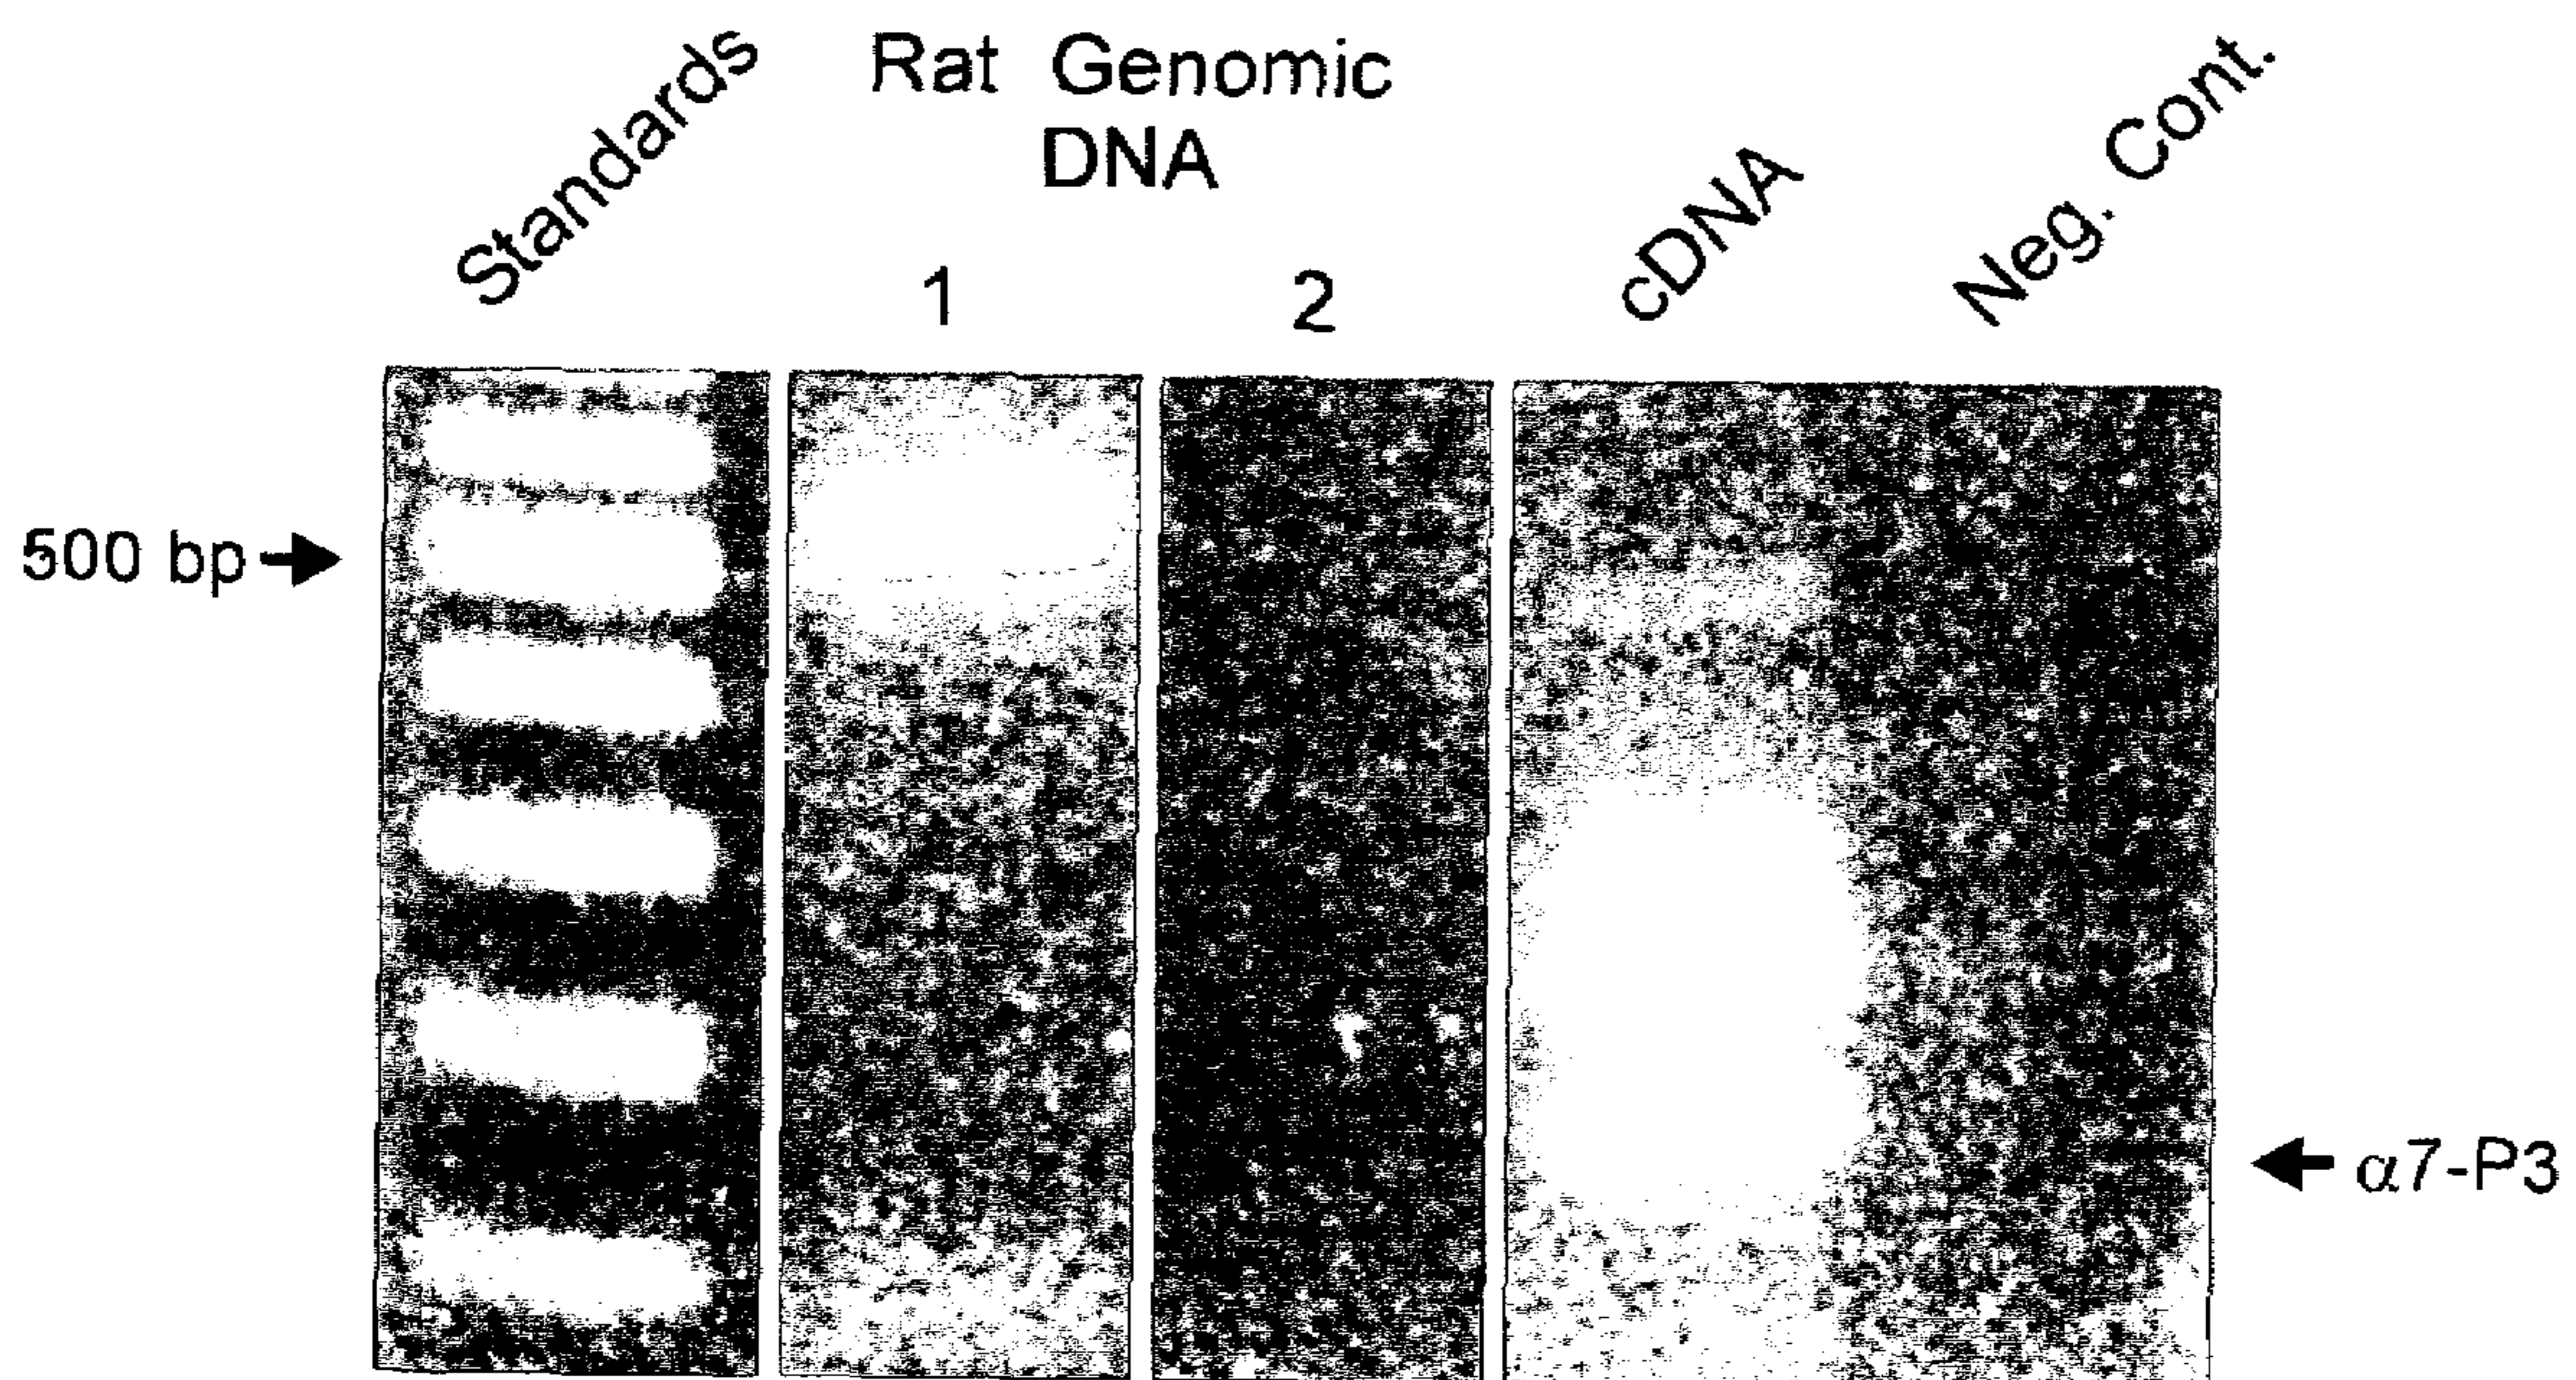 Standards
Rat Genomic
DNA
1
2
cDNA
Neg. Cont.
500 bp
α7-P3